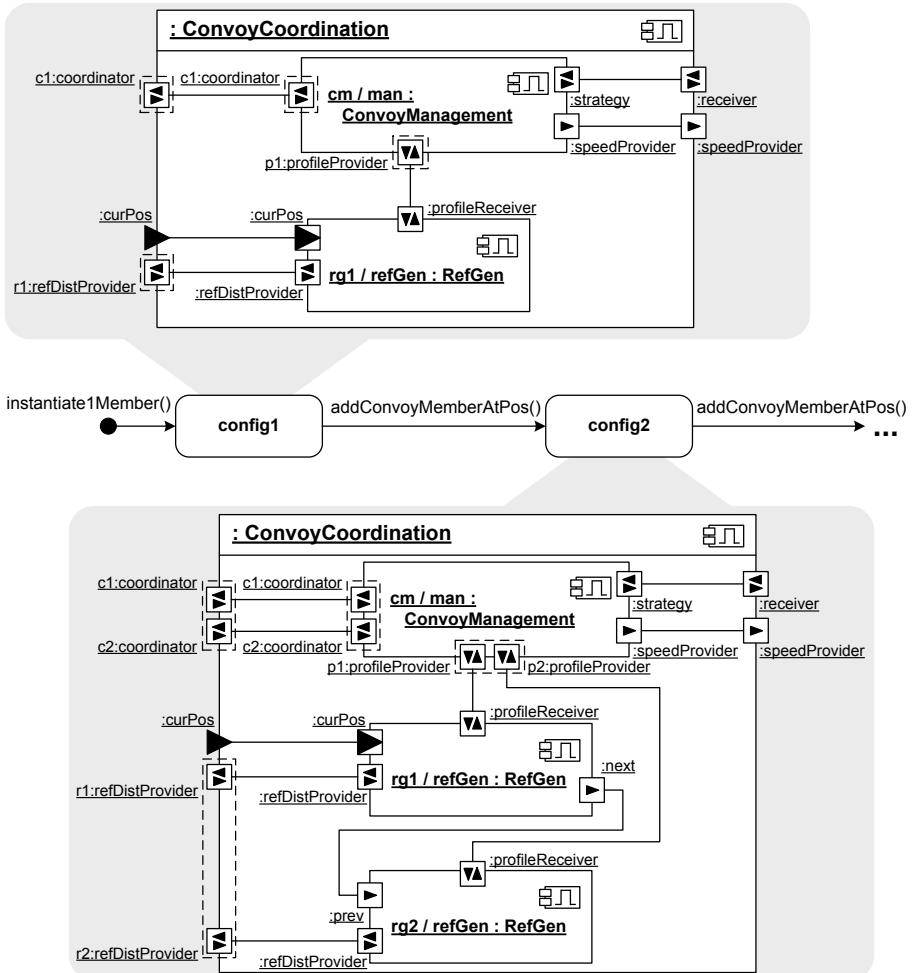 : ConvoyCoordination
c1:coordinator
c1:coordinator
cm / man :
ConvoyManagement
:strategy
:receiver
:speedProvider
:speedProvider
p1:profileProvider
:curPos
:curPos
:profileReceiver
rg1 / refGen : RefGen
r1:refDistProvider
:refDistProvider
instantiate1Member()
config1
addConvoyMemberAtPos()
config2
addConvoyMemberAtPos()
...
: ConvoyCoordination
c1:coordinator
c1:coordinator
cm / man :
ConvoyManagement
:strategy
:receiver
c2:coordinator
c2:coordinator
:speedProvider
:speedProvider
p1:profileProvider
p2:profileProvider
:curPos
:curPos
:profileReceiver
rg1 / refGen : RefGen
:next
r1:refDistProvider
:refDistProvider
:profileReceiver
:prev
rg2 / refGen : RefGen
r2:refDistProvider
:refDistProvider